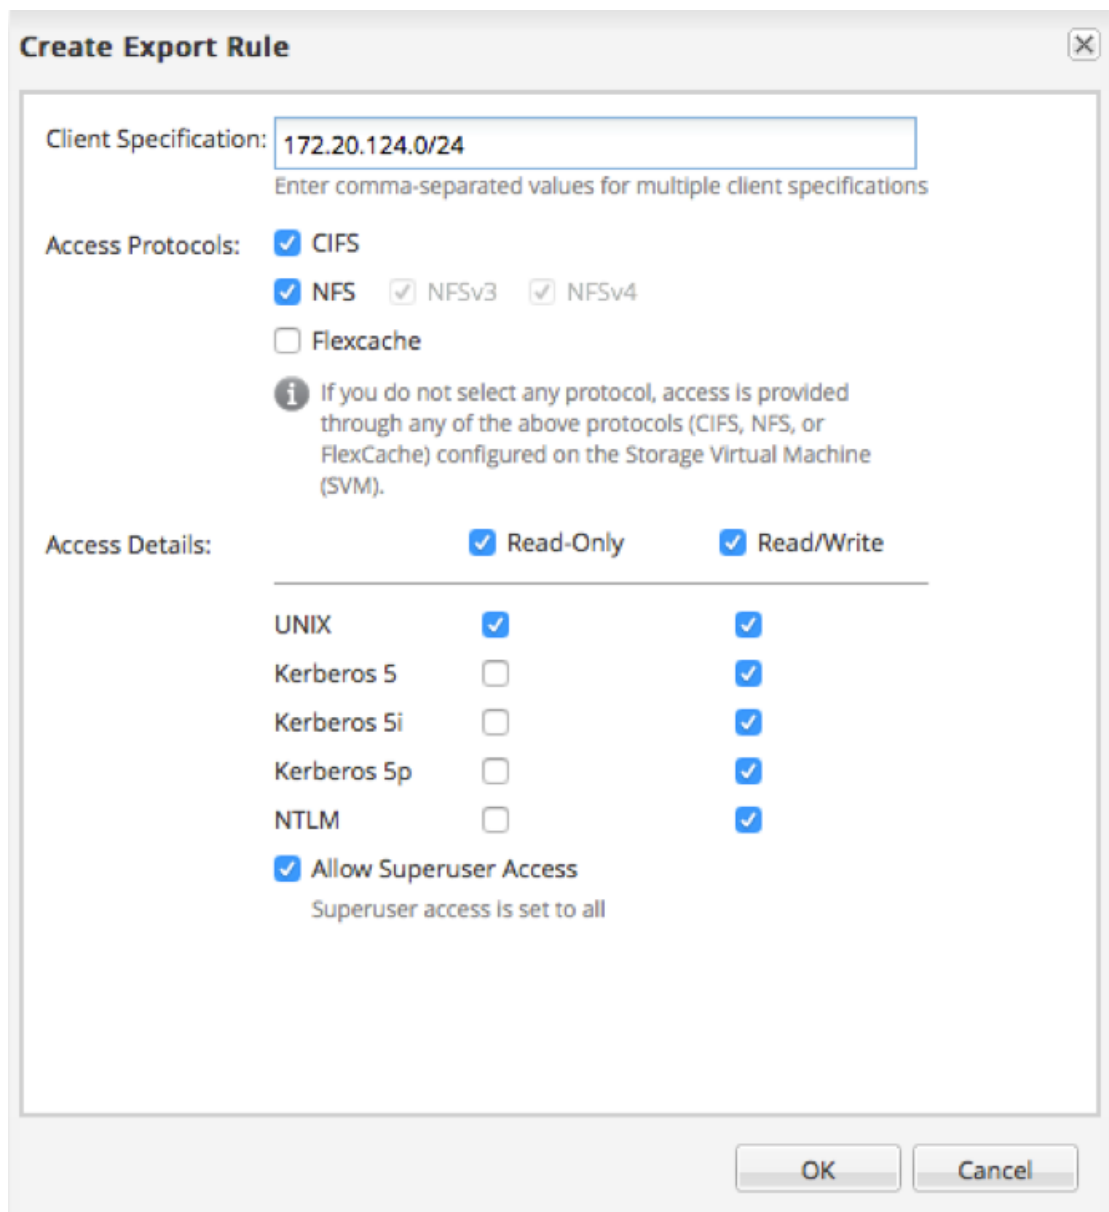 Create Export Rule
Client Specification: 172.20.124.0/24
Enter comma-separated values for multiple client specifications
Access Protocols: CIFS
NFS NFSv3 NFSv4
Flexcache
If you do not select any protocol, access is provided
through any of the above protocols (CIFS, NFS, or
FlexCache) configured on the Storage Virtual Machine
(SVM).
Access Details: Read-Only Read/Write
UNIX
Kerberos 5
Kerberos 5i
Kerberos 5p
NTLM
Allow Superuser Access
Superuser access is set to all
OK Cancel